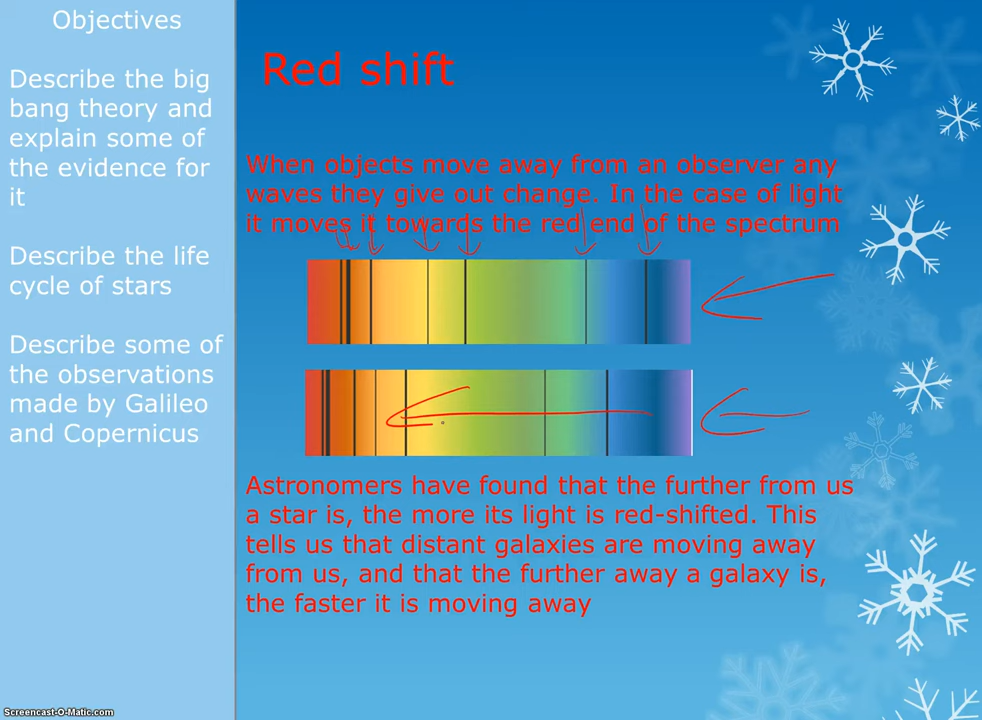 Objectives
Describe the big
bang theory and
explain some of
the evidence for
it
Describe the life
cycle of stars
Describe some of
the observations
made by Galileo
and Copernicus
Red shift
When objects move away from an observer any
waves they give out change. In the case of light
it moves it towards the red end of the spectrum
Astronomers have found that the further from us
a star is, the more its light is red-shifted. This
tells us that distant galaxies are moving away
from us, and that the further away a galaxy is,
the faster it is moving away
Screencast-O-Matic.com